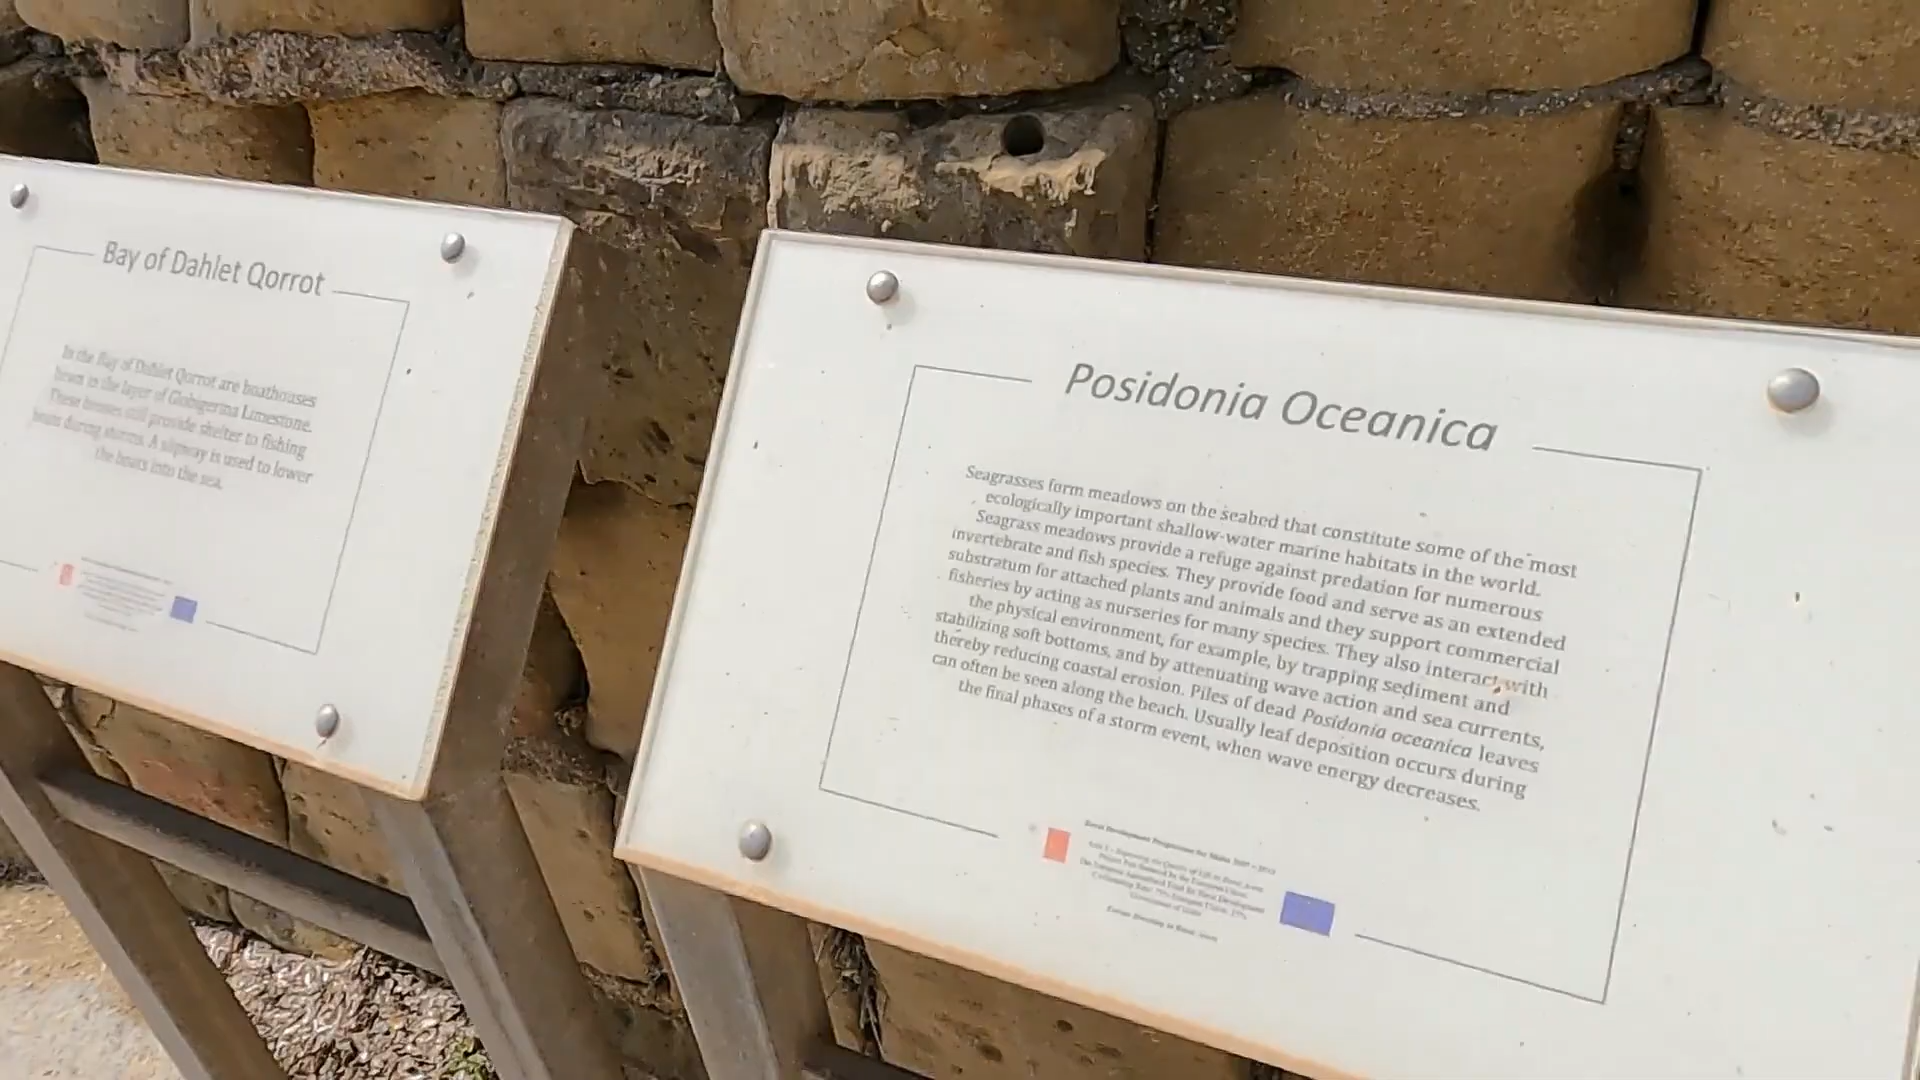 Bay of Dahlet Qorrot
In the Bay of Dahlet Qorrot are boathouses
hewn in the layer of Globigerina Limestone.
These houses still provide shelter to fishing
boats during storms. A slipway is used to lower
the boats into the sea.
Posidonia Oceanica
Seagrasses form meadows on the seabed that constitute some of the most
ecologically important shallow-water marine habitats in the world.
Seagrass meadows provide a refuge against predation for numerous
invertebrate and fish species. They provide food and serve as an extended
substratum for attached plants and animals and they support commercial
fisheries by acting as nurseries for many species. They also interact with
the physical environment, for example, by trapping sediment and
stabilizing soft bottoms, and by attenuating wave action and sea currents,
thereby reducing coastal erosion. Piles of dead Posidonia oceanica leaves
can often be seen along the beach. Usually leaf deposition occurs during
the final phases of a storm event, when wave energy decreases.
Rural Development Programme for Malta 2007 - 2013